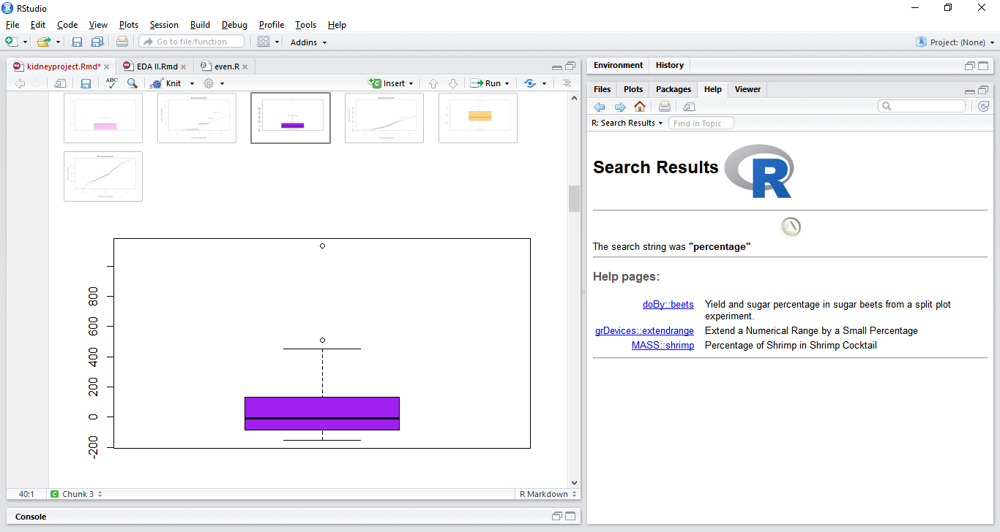 RStudio
File Edit Code View Plots Session Build Debug Profile Tools Help
Go to file/function Addins Project: (None)
kidneyproject.Rmd* EDA II.Rmd even.R
ABC Knit Insert Run
800
600
400
200
0
-200
40:1 Chunk 3 R Markdown
Console
Environment History
Files Plots Packages Help Viewer
R: Search Results Find in Topic
Search Results R
The search string was "percentage"
Help pages:
doBy::beets Yield and sugar percentage in sugar beets from a split plot
experiment.
grDevices::extendrange Extend a Numerical Range by a Small Percentage
MASS::shrimp Percentage of Shrimp in Shrimp Cocktail